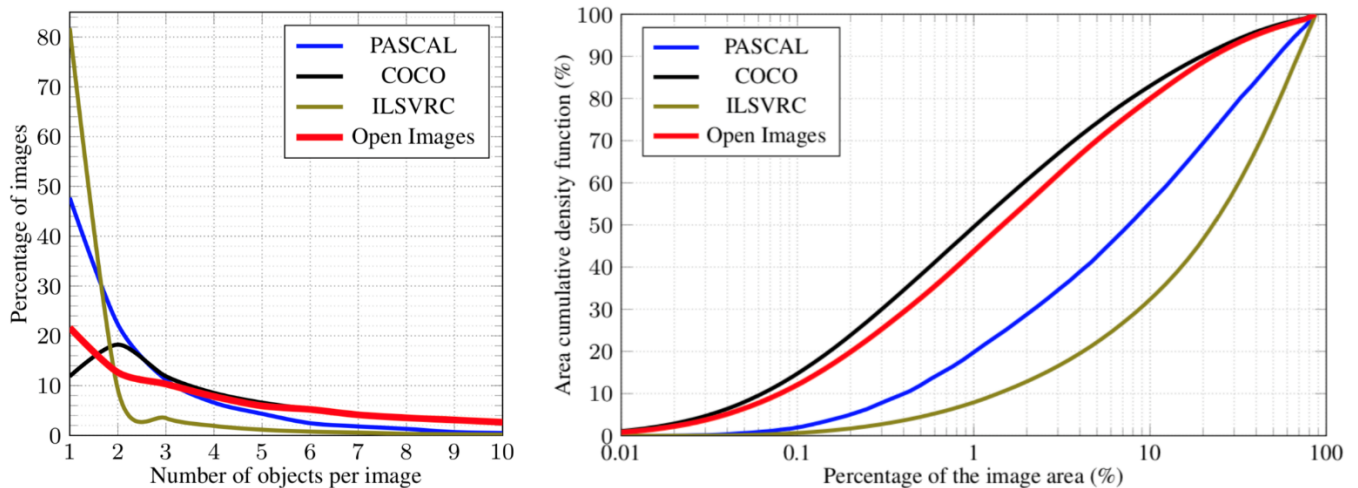 80
70
60
50
40
30
20
10
0
Percentage of images
PASCAL
COCO
ILSVRC
Open Images
1 2 3 4 5 6 7 8 9 10
Number of objects per image
100
90
80
70
60
50
40
30
20
10
0
Area cumulative density function (%)
PASCAL
COCO
ILSVRC
Open Images
0.01 0.1 1 10 100
Percentage of the image area (%)